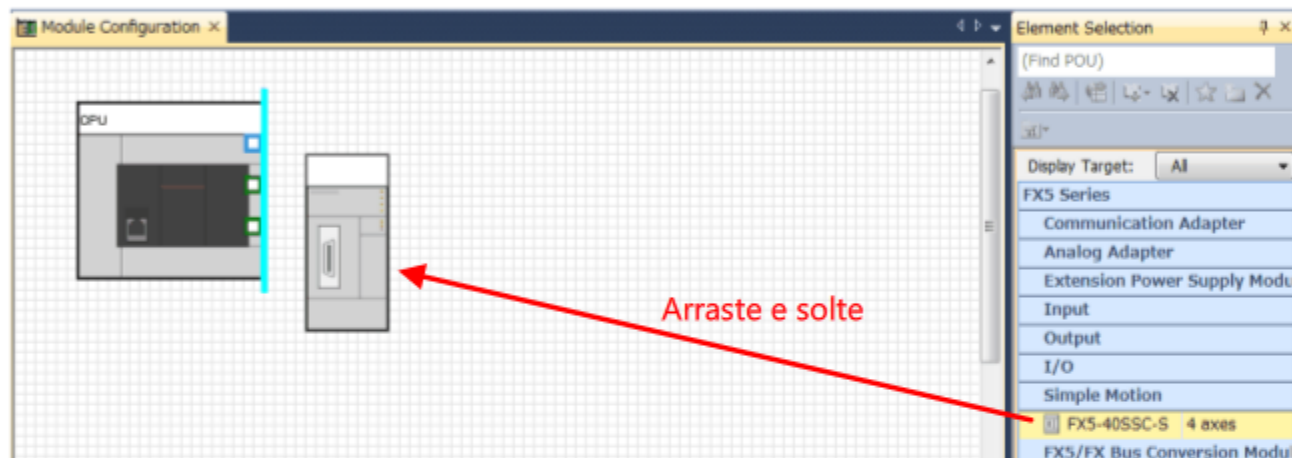 Module Configuration
Element Selection
(Find POU)
CPU
Display Target: All
FX5 Series
Communication Adapter
Analog Adapter
Extension Power Supply Modu
Input
Output
I/O
Simple Motion
FX5-40SSC-S 4 axes
FX5/FX Bus Conversion Modu
Arraste e solte